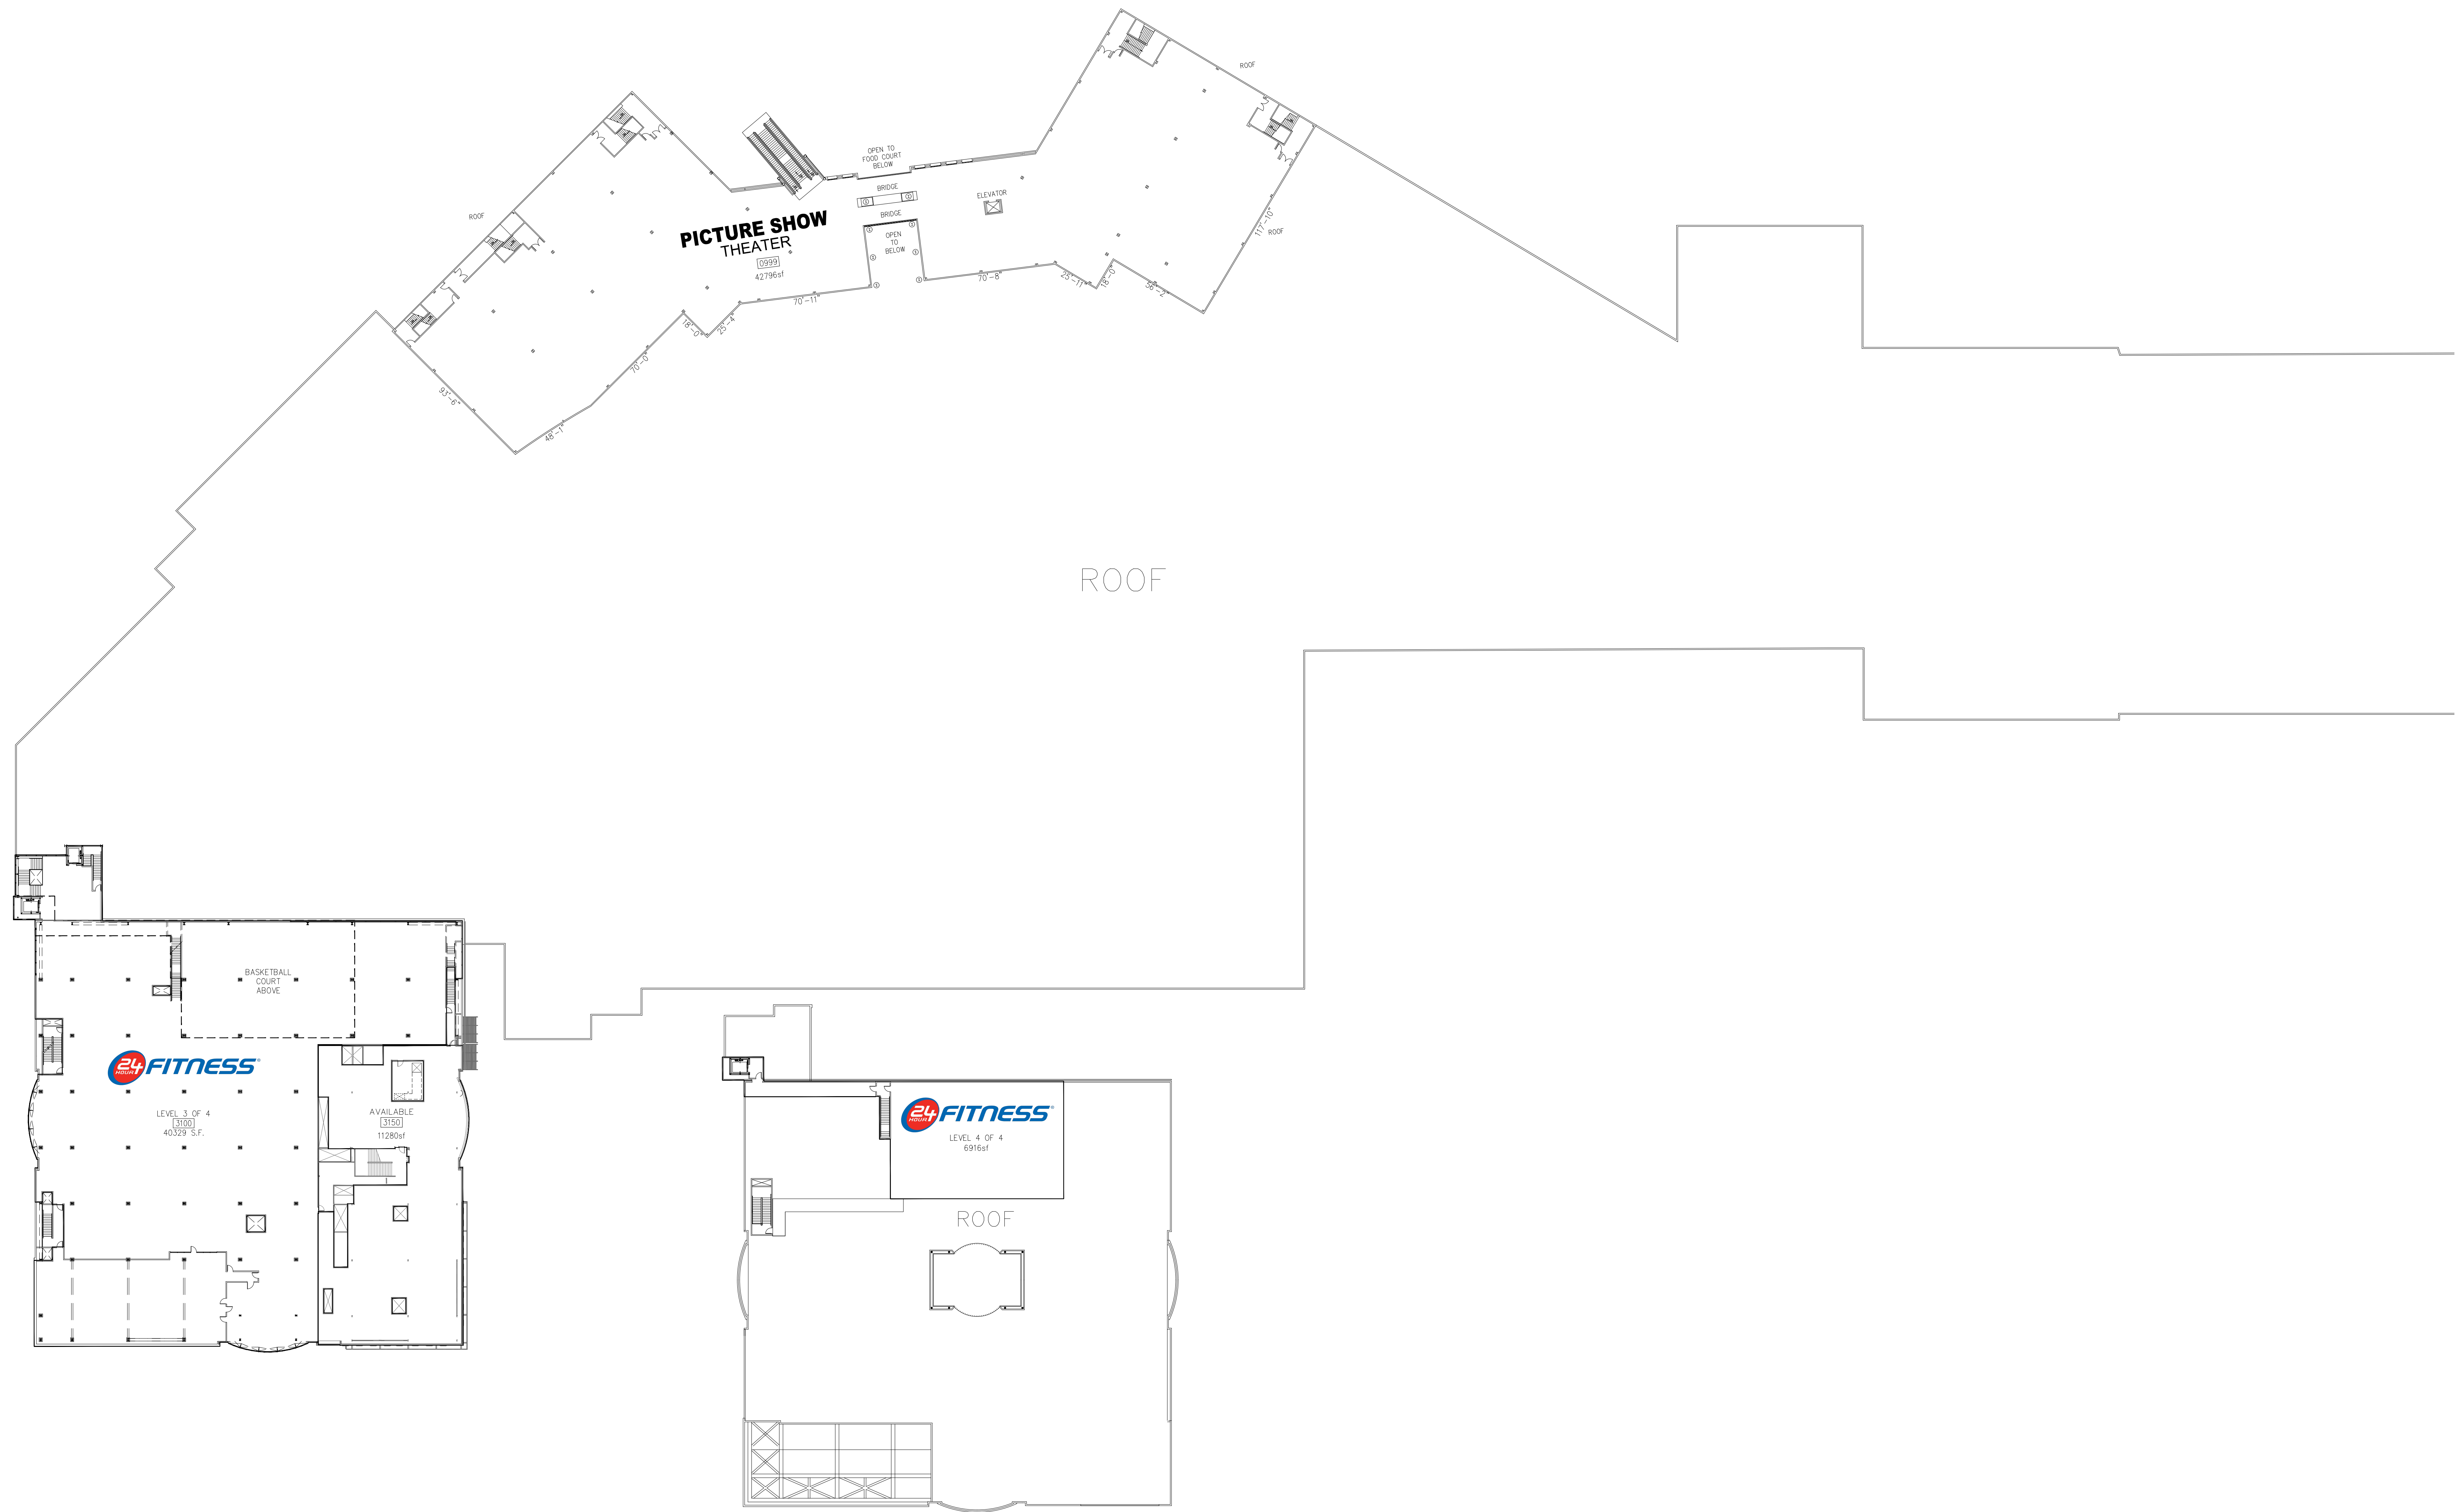 ROOF
ROOF
OPEN TO
FOOD COURT
BELOW
BRIDGE
ELEVATOR
BRIDGE
PICTURE SHOW
THEATER
0999
42796sf
OPEN
TO
BELOW
117'-10"
ROOF
70'-11"
70'-8"
25'-11"
18'-0"
56'-2"
18'-0"
25'-4"
70'-0"
93'-6"
48'-1"
ROOF
BASKETBALL
COURT
ABOVE
24
HOUR
FITNESS
LEVEL 3 OF 4
3100
40329 S.F.
AVAILABLE
3150
11280sf
24
HOUR
FITNESS
LEVEL 4 OF 4
6916sf
ROOF